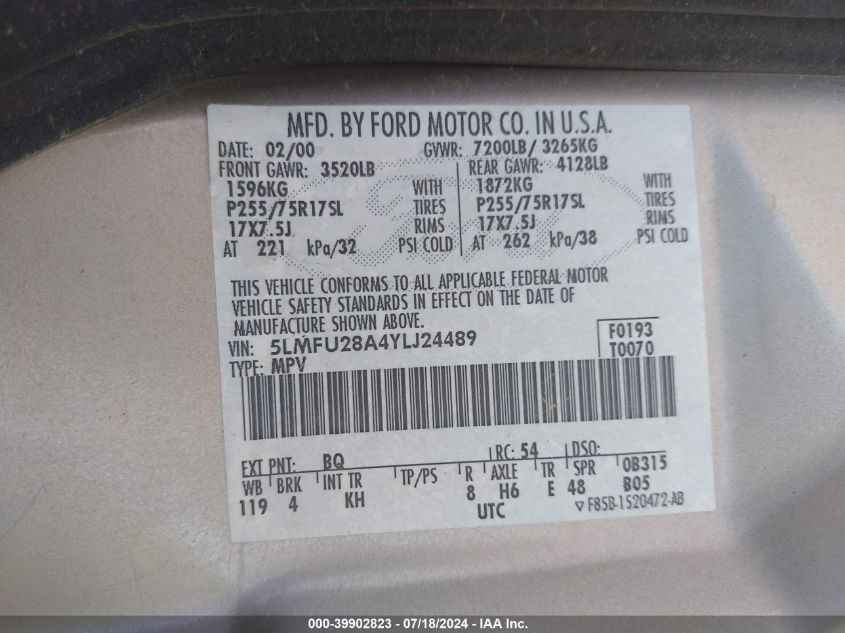 MFD. BY FORD MOTOR CO. IN U.S.A.
DATE: 02/00 GVWR: 7200LB/ 3265KG
FRONT GAWR: 3520LB REAR GAWR: 4128LB
1596KG WITH 1872KG WITH
P255/75R17SL TIRES P255/75R17SL TIRES
17X7.5J RIMS 17X7.5J RIMS
AT 221 kPa/32 PSI COLD AT 262 kPa/38 PSI COLD
THIS VEHICLE CONFORMS TO ALL APPLICABLE FEDERAL MOTOR
VEHICLE SAFETY STANDARDS IN EFFECT ON THE DATE OF
MANUFACTURE SHOWN ABOVE.
VIN: 5LMFU28A4YLJ24489 F0193
TYPE: MPV T0070
EXT PNT: BQ RC: 54 DSO:
WB BRK INT TR TP/PS R AXLE TR SPR 0B315
119 4 KH 8 H6 E 48 B05
UTC ▽ F85B-1520472-AB
000-39902823 - 07/18/2024 - IAA Inc.